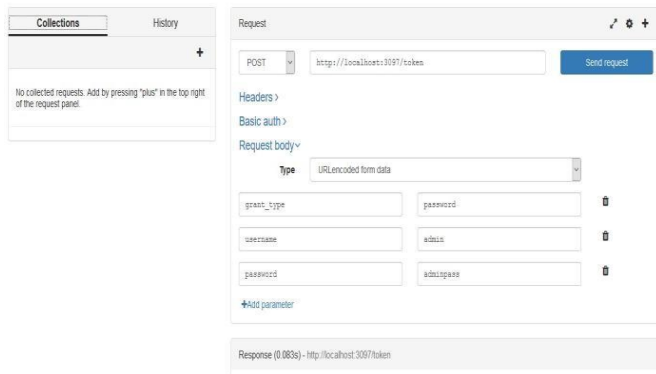 Collections History
+
No collected requests. Add by pressing "plus" in the top right
of the request panel.
Request
POST http://localhost:3097/token Send request
Headers >
Basic auth >
Request body
Type URLencoded form data
grant_type password
username admin
password adminpass
+Add parameter
Response (0.083s) - http://localhost:3097/token